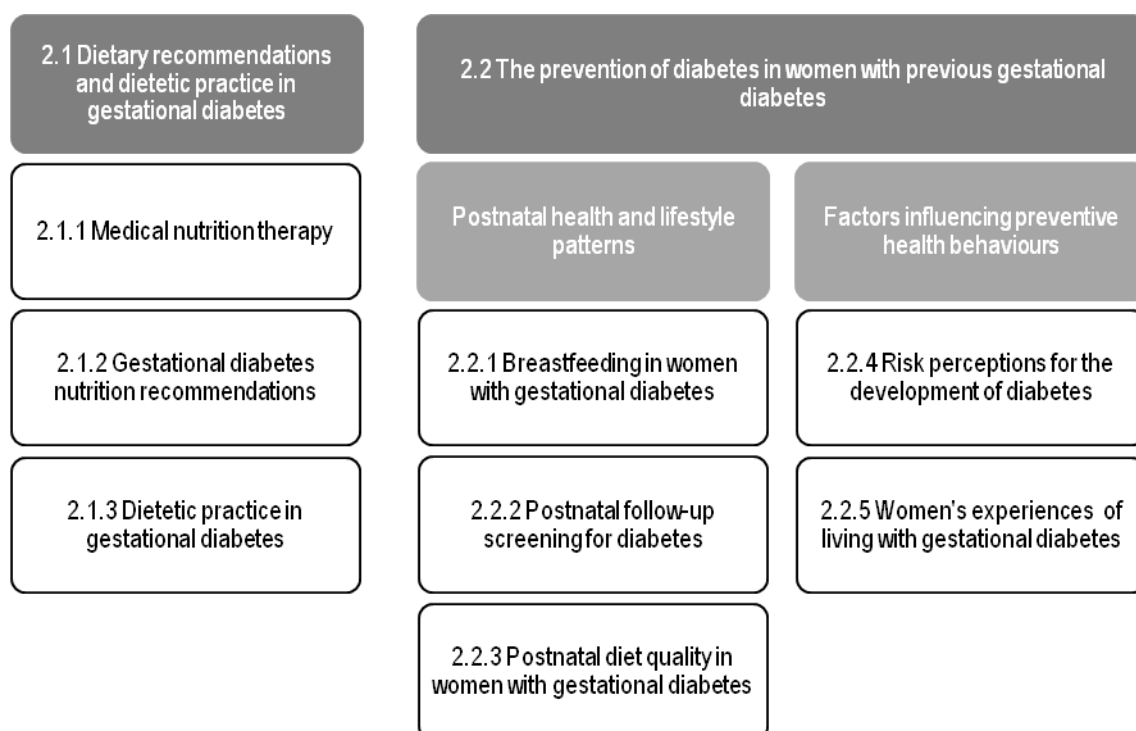 2.1 Dietary recommendations
and dietetic practice in
gestational diabetes
2.1.1 Medical nutrition therapy
2.1.2 Gestational diabetes
nutrition recommendations
2.1.3 Dietetic practice in
gestational diabetes
2.2 The prevention of diabetes in women with previous gestational
diabetes
Postnatal health and lifestyle
patterns
2.2.1 Breastfeeding in women
with gestational diabetes
2.2.2 Postnatal follow-up
screening for diabetes
2.2.3 Postnatal diet quality in
women with gestational diabetes
Factors influencing preventive
health behaviours
2.2.4 Risk perceptions for the
development of diabetes
2.2.5 Women's experiences of
living with gestational diabetes